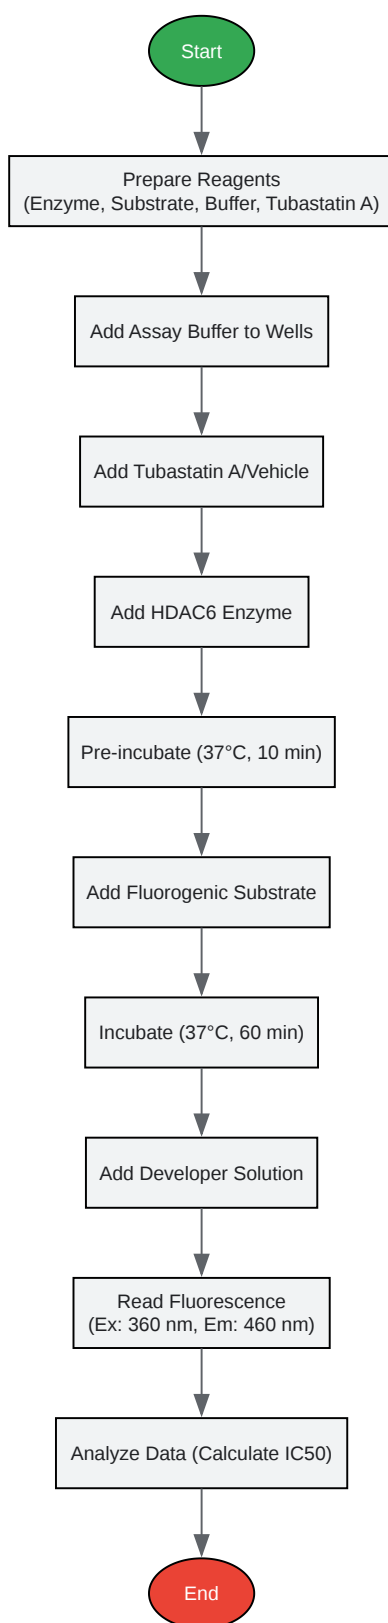 Start
Prepare Reagents
(Enzyme, Substrate, Buffer, Tubastatin A)
Add Assay Buffer to Wells
Add Tubastatin A/Vehicle
Add HDAC6 Enzyme
Pre-incubate (37°C, 10 min)
Add Fluorogenic Substrate
Incubate (37°C, 60 min)
Add Developer Solution
Read Fluorescence
(Ex: 360 nm, Em: 460 nm)
Analyze Data (Calculate IC50)
End